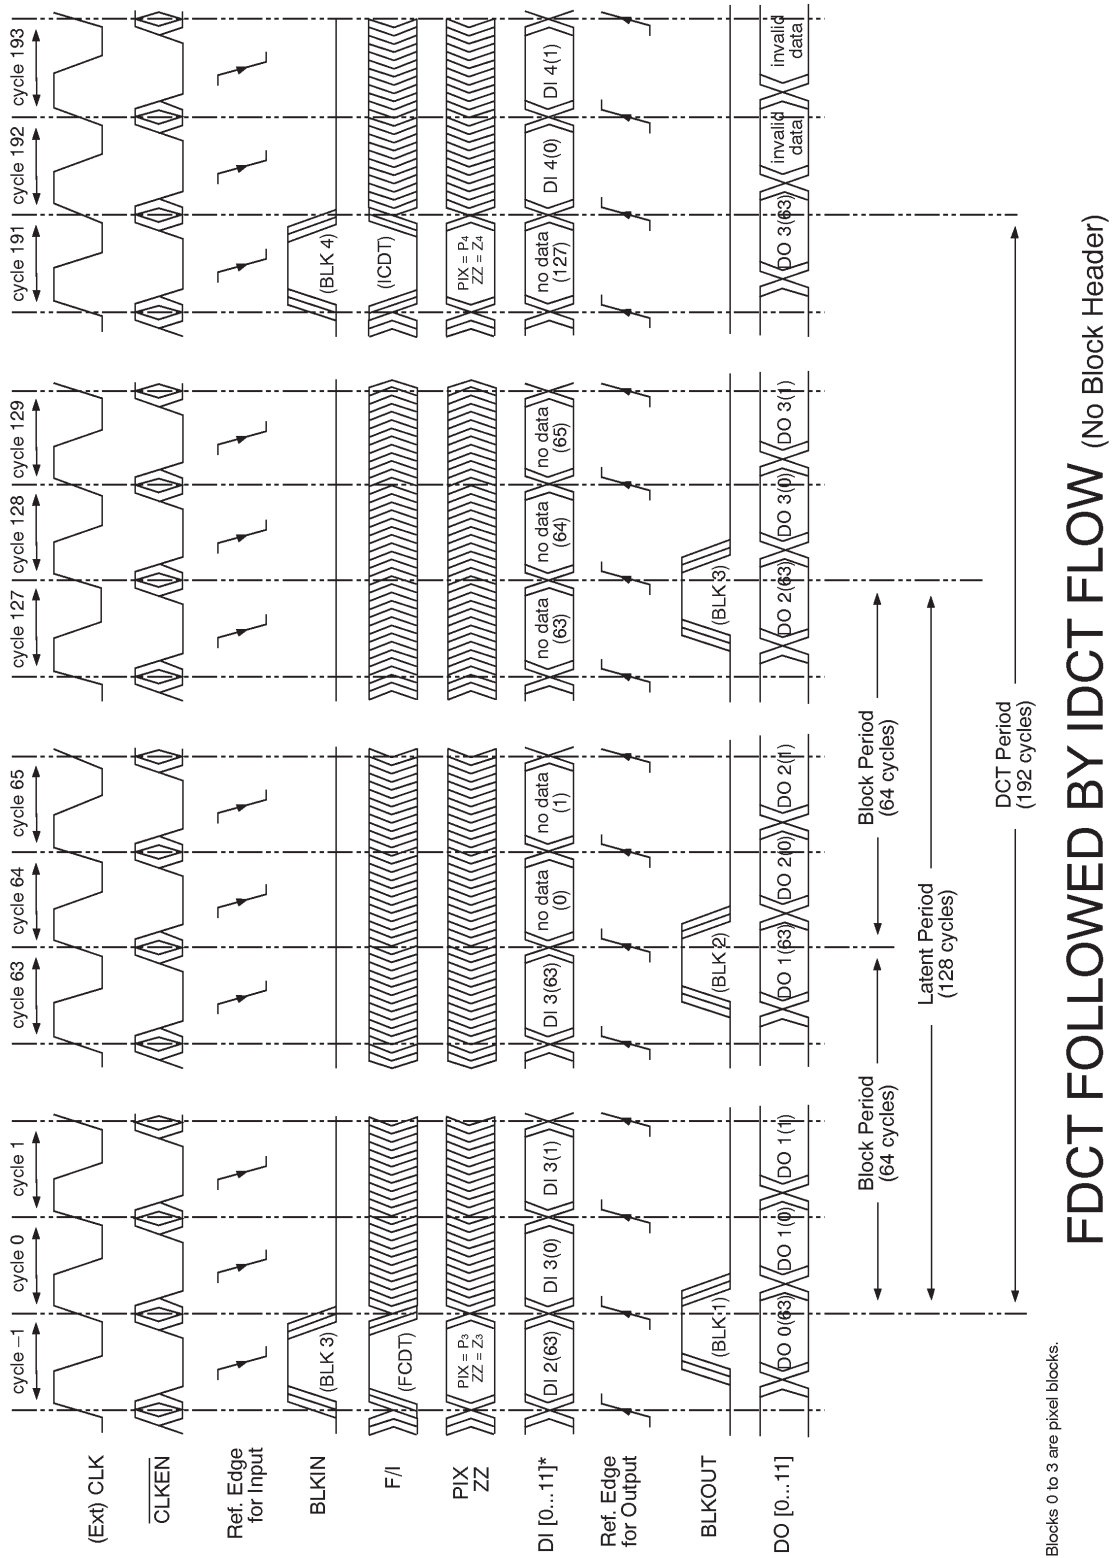 cycle –1 cycle 0 cycle 1 cycle 63 cycle 64 cycle 65 cycle 127 cycle 128 cycle 129 cycle 191 cycle 192 cycle 193
(Ext) CLK
CLKEN
Ref. Edge
for Input
BLKIN (BLK 3) (BLK 4)
F/I (FCDT) (ICDT)
PIX PIX = P3 PIX = P4
ZZ ZZ = Z3 ZZ = Z4
DI [0...11]* DI 2(63) DI 3(0) DI 3(1) DI 3(63) no data no data no data no data no data no data DI 4(0) DI 4(1)
(0) (1) (63) (64) (65) (127)
Ref. Edge
for Output
BLKOUT (BLK1) (BLK 2) (BLK 3)
DO [0...11] DO 0(63) DO 1(0) DO 1(1) DO 1(63) DO 2(0) DO 2(1) DO 2(63) DO 3(0) DO 3(1) DO 3(63) invalid invalid
data data
Block Period Block Period
(64 cycles) (64 cycles)
Latent Period
(128 cycles)
DCT Period
(192 cycles)
Blocks 0 to 3 are pixel blocks.
FDCT FOLLOWED BY IDCT FLOW (No Block Header)